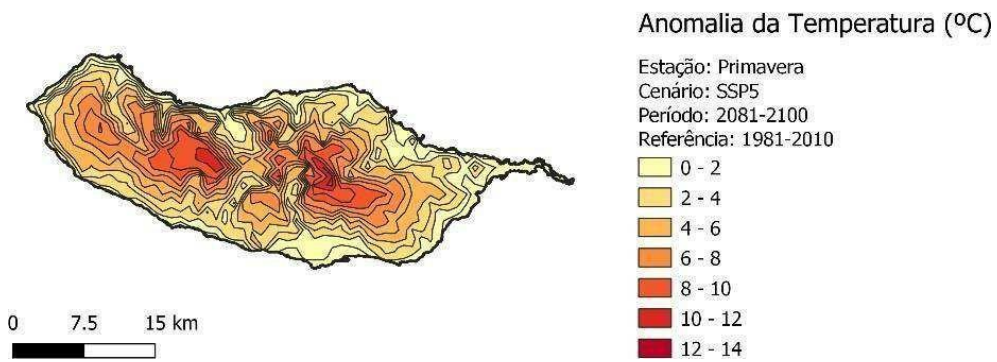 Anomalia da Temperatura (ºC)
Estação: Primavera
Cenário: SSP5
Período: 2081-2100
Referência: 1981-2010
0 - 2
2 - 4
4 - 6
6 - 8
8 - 10
10 - 12
12 - 14
0 7.5 15 km